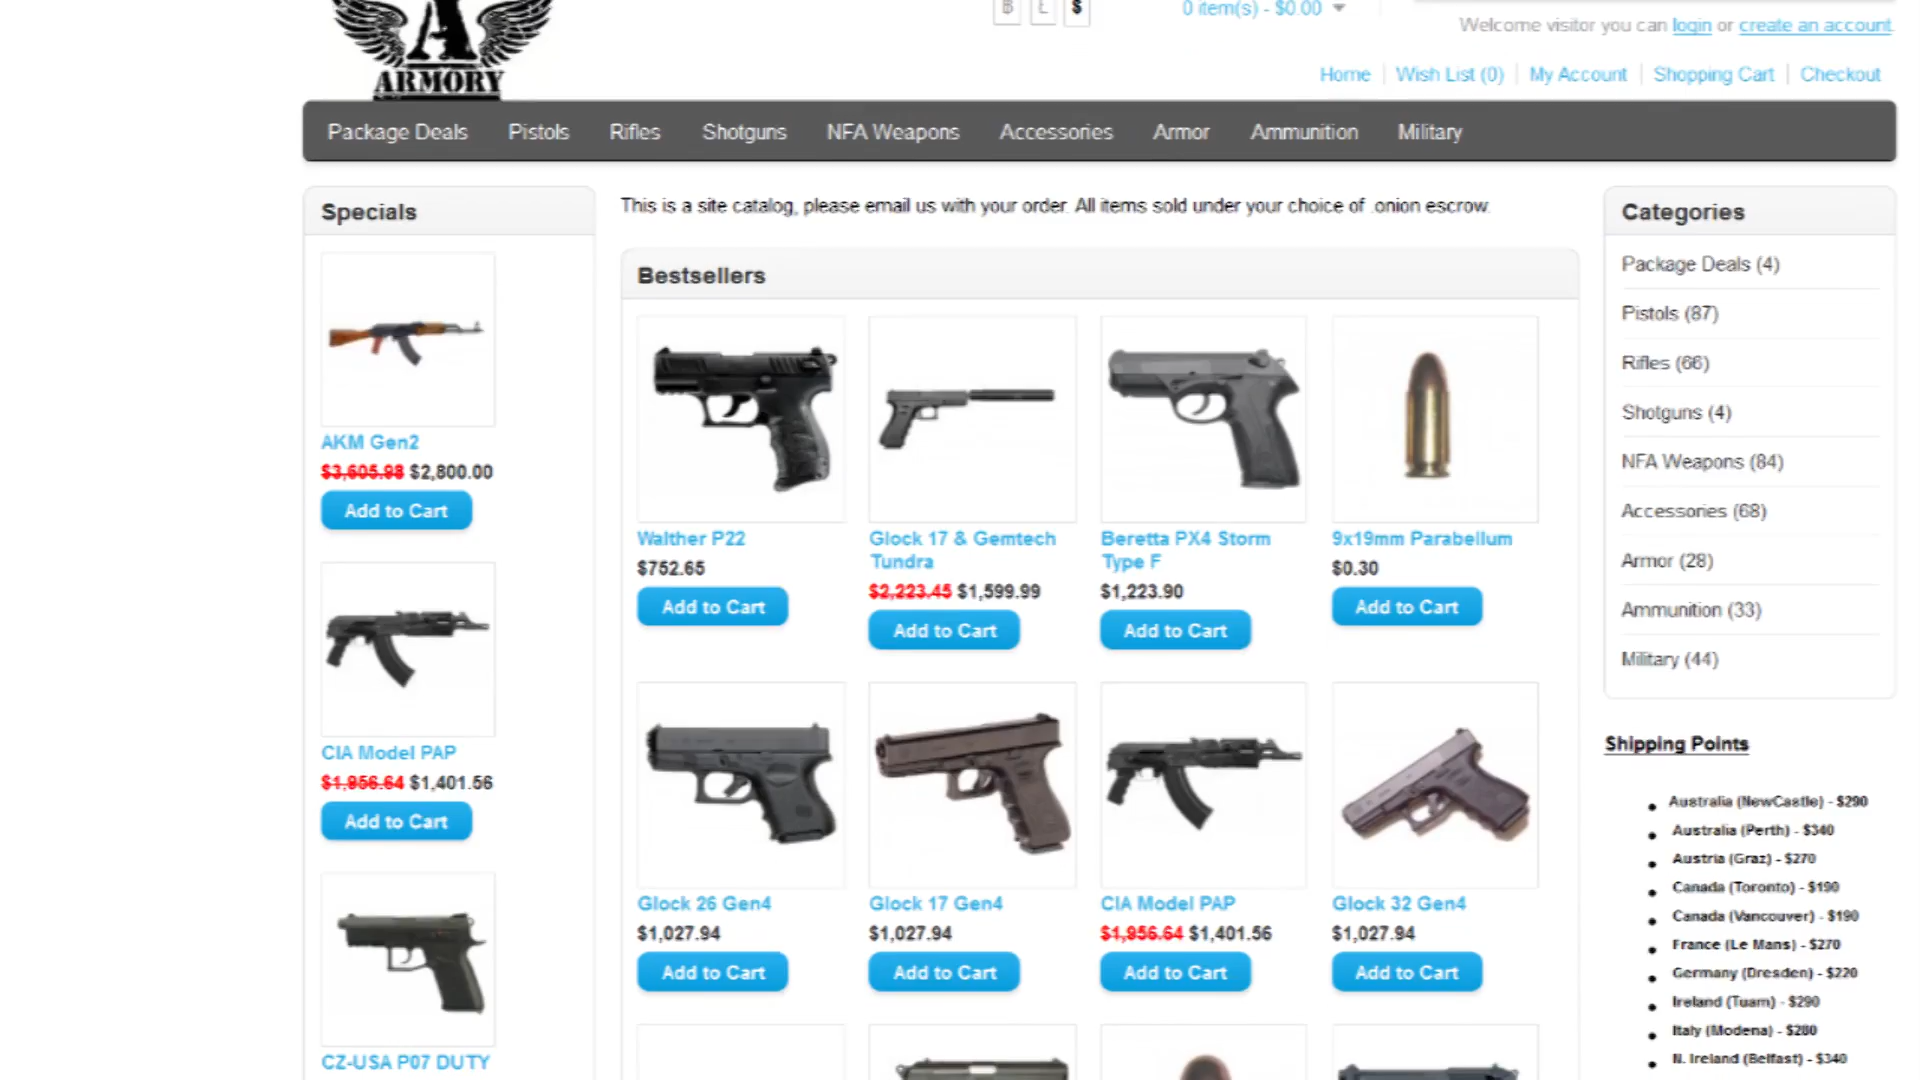 A
ARMORY
B
Ł
$
0 item(s) - $0.00
Welcome visitor you can login or create an account.
Home
Wish List (0)
My Account
Shopping Cart
Checkout
Package Deals
Pistols
Rifles
Shotguns
NFA Weapons
Accessories
Armor
Ammunition
Military
Specials
AKM Gen2
$3,605.98 $2,800.00
Add to Cart
CIA Model PAP
$1,956.64 $1,401.56
Add to Cart
CZ-USA P07 DUTY
This is a site catalog, please email us with your order. All items sold under your choice of .onion escrow.
Bestsellers
Walther P22
$752.65
Add to Cart
Glock 17 & Gemtech
Tundra
$2,223.45 $1,599.99
Add to Cart
Beretta PX4 Storm
Type F
$1,223.90
Add to Cart
9x19mm Parabellum
$0.30
Add to Cart
Glock 26 Gen4
$1,027.94
Add to Cart
Glock 17 Gen4
$1,027.94
Add to Cart
CIA Model PAP
$1,956.64 $1,401.56
Add to Cart
Glock 32 Gen4
$1,027.94
Add to Cart
Categories
Package Deals (4)
Pistols (87)
Rifles (66)
Shotguns (4)
NFA Weapons (84)
Accessories (68)
Armor (28)
Ammunition (33)
Military (44)
Shipping Points
Australia (NewCastle) - $290
Australia (Perth) - $340
Austria (Graz) - $270
Canada (Toronto) - $190
Canada (Vancouver) - $190
France (Le Mans) - $270
Germany (Dresden) - $220
Ireland (Tuam) - $290
Italy (Modena) - $280
N. Ireland (Belfast) - $340